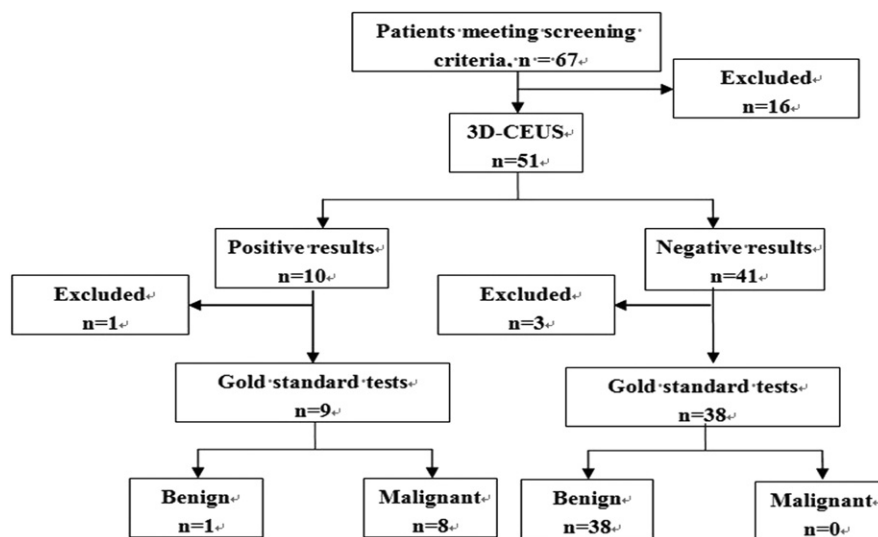 Patients meeting screening
criteria, n = 67
Excluded
n=16
3D-CEUS
n=51
Positive results
n=10
Negative results
n=41
Excluded
n=1
Excluded
n=3
Gold standard tests
n=9
Gold standard tests
n=38
Benign
n=1
Malignant
n=8
Benign
n=38
Malignant
n=0